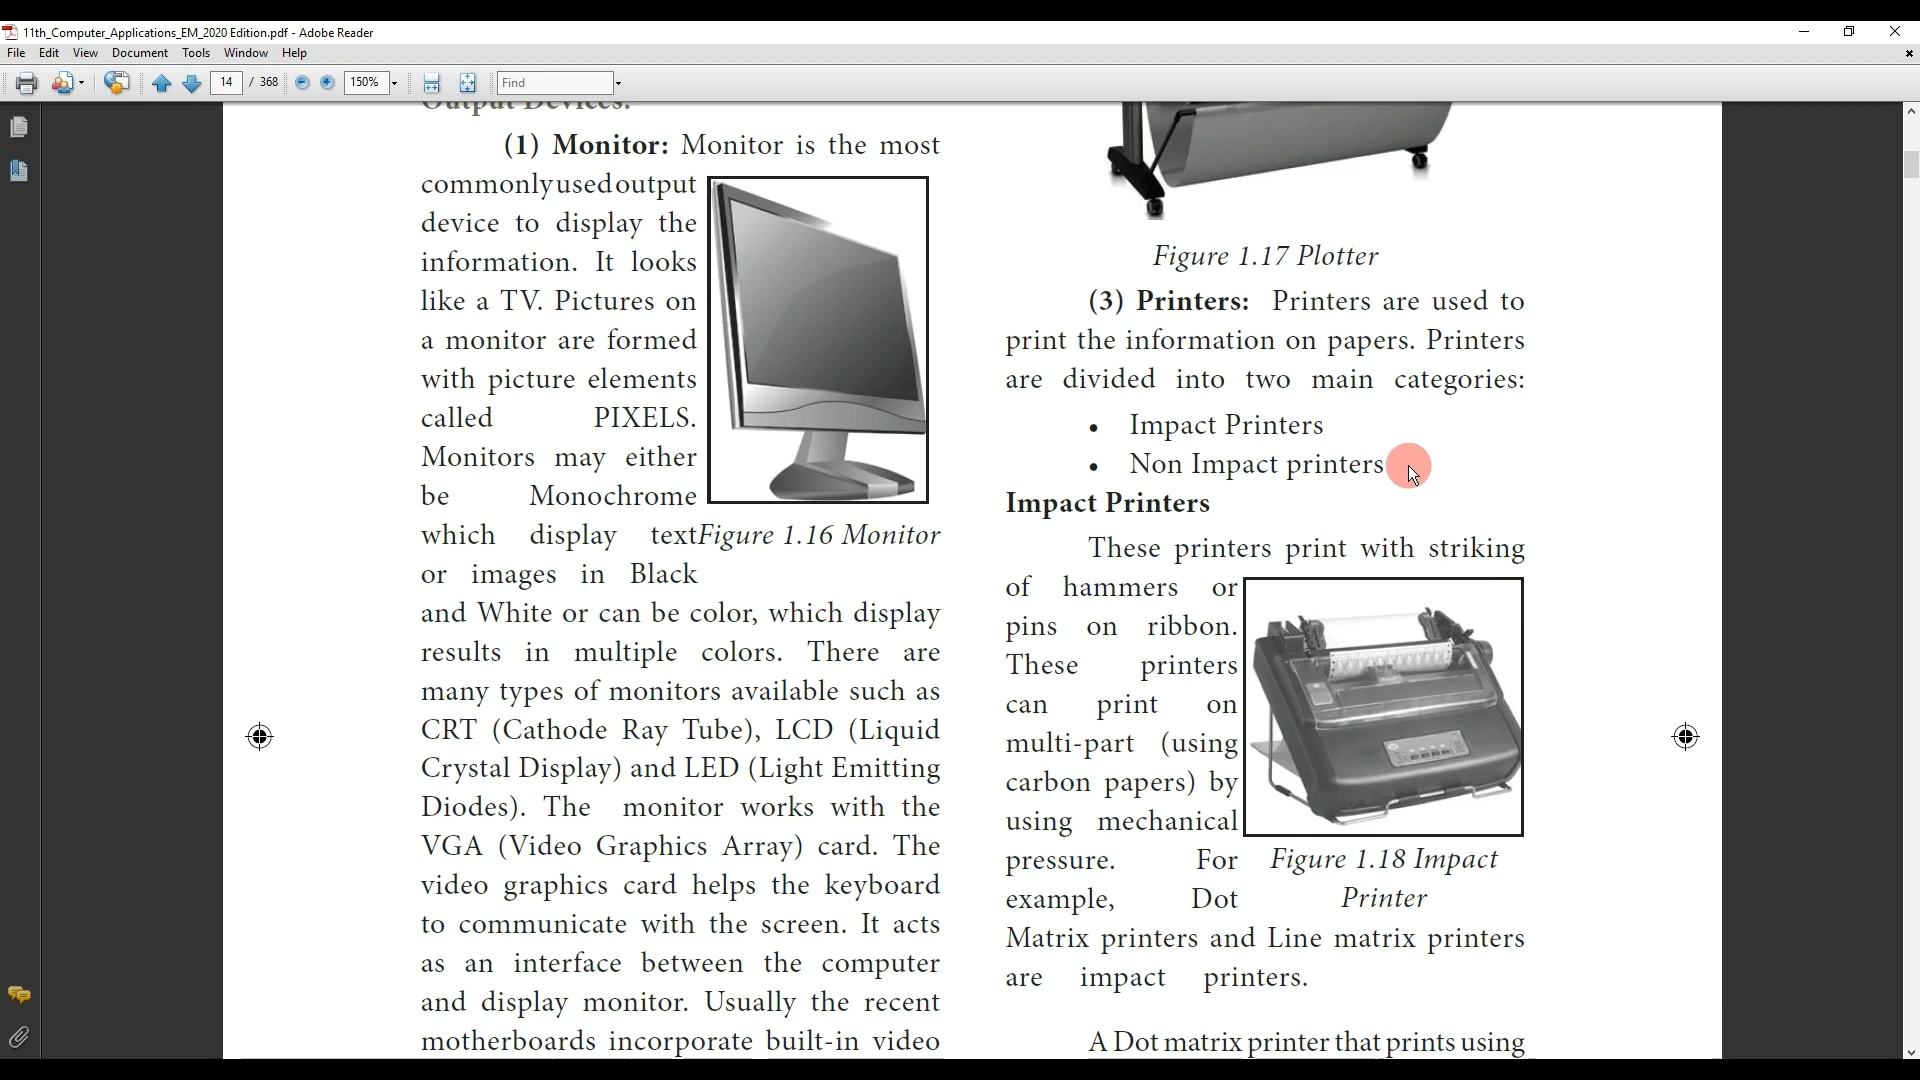 11th_Computer_Applications_EM_2020 Edition.pdf - Adobe Reader
File Edit View Document Tools Window Help
14 / 368 150% Find
Output Devices:
(1) Monitor: Monitor is the most
commonly used output
device to display the
information. It looks
like a TV. Pictures on
a monitor are formed
with picture elements
called PIXELS.
Monitors may either
be Monochrome
which display text
or images in Black
Figure 1.16 Monitor
and White or can be color, which display
results in multiple colors. There are
many types of monitors available such as
CRT (Cathode Ray Tube), LCD (Liquid
Crystal Display) and LED (Light Emitting
Diodes). The monitor works with the
VGA (Video Graphics Array) card. The
video graphics card helps the keyboard
to communicate with the screen. It acts
as an interface between the computer
and display monitor. Usually the recent
motherboards incorporate built-in video
Figure 1.17 Plotter
(3) Printers: Printers are used to
print the information on papers. Printers
are divided into two main categories:
• Impact Printers
• Non Impact printers
Impact Printers
These printers print with striking
of hammers or
pins on ribbon.
These printers
can print on
multi-part (using
carbon papers) by
using mechanical
pressure. For
example, Dot
Figure 1.18 Impact
Printer
Matrix printers and Line matrix printers
are impact printers.
A Dot matrix printer that prints using